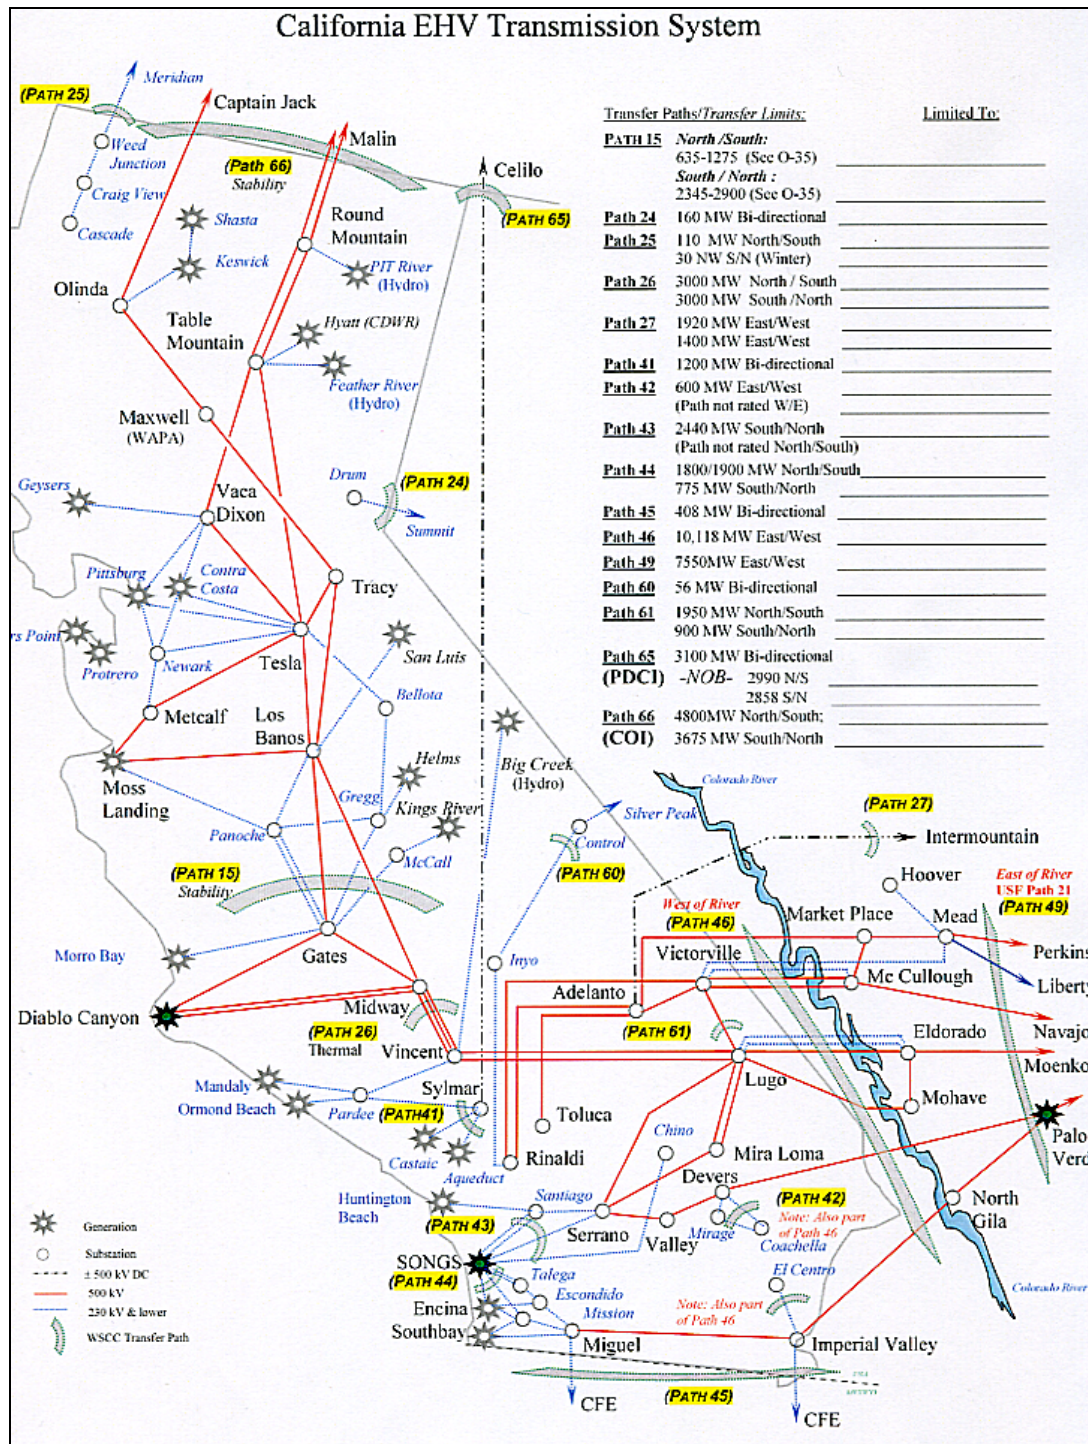 California EHV Transmission System
Meridian
(PATH 25)
Captain Jack
Malin
Weed
Junction
(Path 66)
Stability
Celilo
Craig View
Cascade
Shasta
Round
Mountain
(PATH 65)
Keswick
PIT River
(Hydro)
Olinda
Table
Mountain
Hyatt (CDWR)
Feather River
(Hydro)
Maxwell
(WAPA)
Drum
(PATH 24)
Summit
Geysers
Vaca
Dixon
Pittsburg
Contra
Costa
Tracy
rs Point
Protrero
Newark
Tesla
San Luis
Bellota
Metcalf
Los
Banos
Moss
Landing
Helms
Big Creek
(Hydro)
Gregg
Kings River
Panoche
McCall
(PATH 15)
Stability
Silver Peak
Control
(PATH 60)
Morro Bay
Gates
Inyo
Diablo Canyon
Midway
(PATH 26)
Thermal
Vincent
Mandaly
Ormond Beach
Pardee
(PATH41)
Sylmar
Castaic
Aqueduct
Rinaldi
Toluca
Transfer Paths/Transfer Limits:
Limited To:
PATH 15 North /South:
635-1275 (See O-35)
South / North :
2345-2900 (See O-35)
Path 24 160 MW Bi-directional
Path 25 110 MW North/South
30 NW S/N (Winter)
Path 26 3000 MW North / South
3000 MW South /North
Path 27 1920 MW East/West
1400 MW East/West
Path 41 1200 MW Bi-directional
Path 42 600 MW East/West
(Path not rated W/E)
Path 43 2440 MW South/North
(Path not rated North/South)
Path 44 1800/1900 MW North/South
775 MW South/North
Path 45 408 MW Bi-directional
Path 46 10,118 MW East/West
Path 49 7550MW East/West
Path 60 56 MW Bi-directional
Path 61 1950 MW North/South
900 MW South/North
Path 65 3100 MW Bi-directional
(PDCI) -NOB- 2990 N/S
2858 S/N
Path 66 4800MW North/South;
(COI) 3675 MW South/North
Colorado River
(PATH 27)
Intermountain
Hoover
East of River
USF Path 21
(PATH 49)
West of River
(PATH 46)
Market Place
Mead
Perkins
Victorville
Mc Cullough
Liberty
Adelanto
(PATH 61)
Eldorado
Navajo
Moenko
Lugo
Mohave
Palo
Verd
Chino
Mira Loma
Devers
North
Gila
Huntington
Beach
Santiago
(PATH 43)
Serrano
Valley
Mirage
(PATH 42)
Note: Also part
of Path 46
Coachella
SONGS
(PATH 44)
Talega
El Centro
Colorado River
Encina
Escondido
Mission
Note: Also part
of Path 46
Southbay
Miguel
Imperial Valley
CFE
(PATH 45)
CFE
Generation
Substation
± 500 kV DC
500 kV
230 kV & lower
WSCC Transfer Path